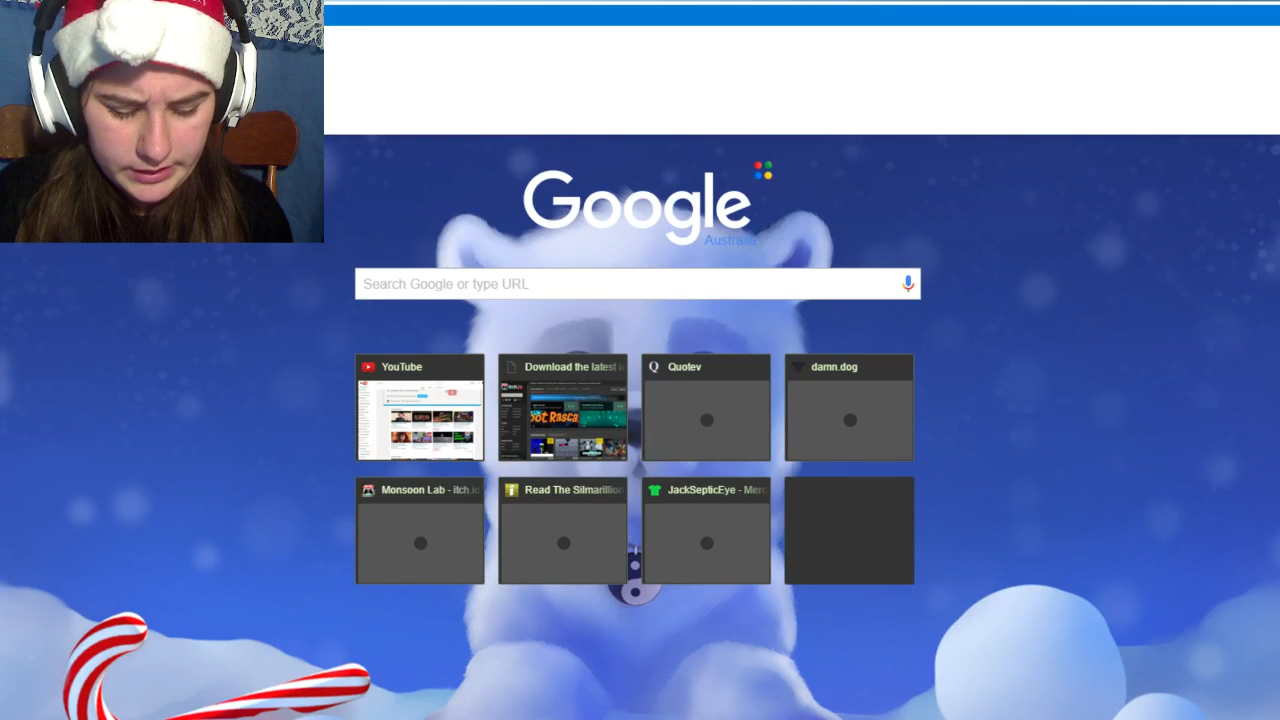 Google
Australia
Search Google or type URL
YouTube
Download the latest i
Quotev
damn.dog
Monsoon Lab - itch.io
Read The Silmarillion
JackSepticEye - Merc